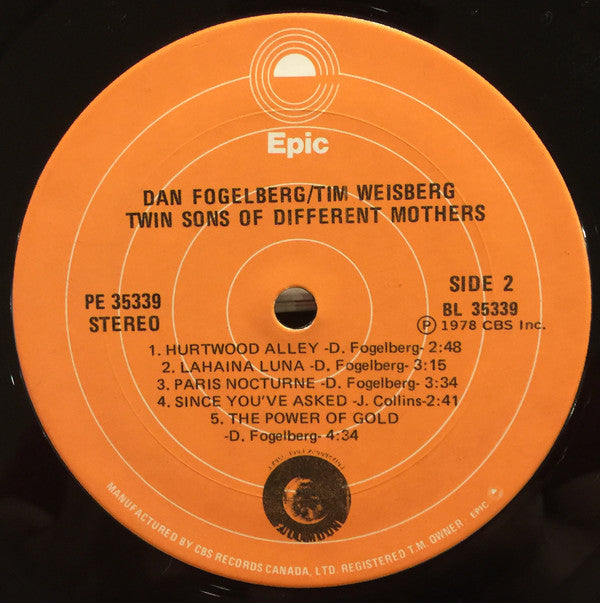 Epic
DAN FOGELBERG/TIM WEISBERG
TWIN SONS OF DIFFERENT MOTHERS
PE 35339
STEREO
SIDE 2
BL 35339
Ⓟ 1978 CBS Inc.
1. HURTWOOD ALLEY -D. Fogelberg- 2:48
2. LAHAINA LUNA -D. Fogelberg- 3:15
3. PARIS NOCTURNE -D. Fogelberg- 3:34
4. SINCE YOU'VE ASKED -J. Collins-2:41
5. THE POWER OF GOLD
-D. Fogelberg- 4:34
FULL MOON
MANUFACTURED BY CBS RECORDS CANADA, LTD. REGISTERED T.M. OWNER. EPIC